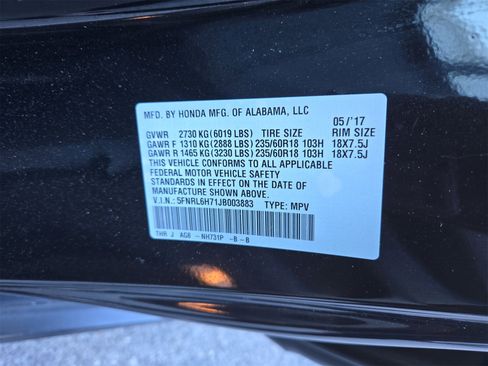 MFD. BY HONDA MFG. OF ALABAMA, LLC 05/'17
GVWR 2730 KG (6019 LBS) TIRE SIZE RIM SIZE
GAWR F 1310 KG (2888 LBS) 235/60R18 103H 18X7.5J
GAWR R 1465 KG (3230 LBS) 235/60R18 103H 18X7.5J
THIS VEHICLE CONFORMS TO ALL APPLICABLE
FEDERAL MOTOR VEHICLE SAFETY
STANDARDS IN EFFECT ON THE DATE OF
MANUFACTURE SHOWN ABOVE.
V.I.N.: 5FNRL6H71JB003883 TYPE: MPV
THR J AG8 -NH731P -B -B